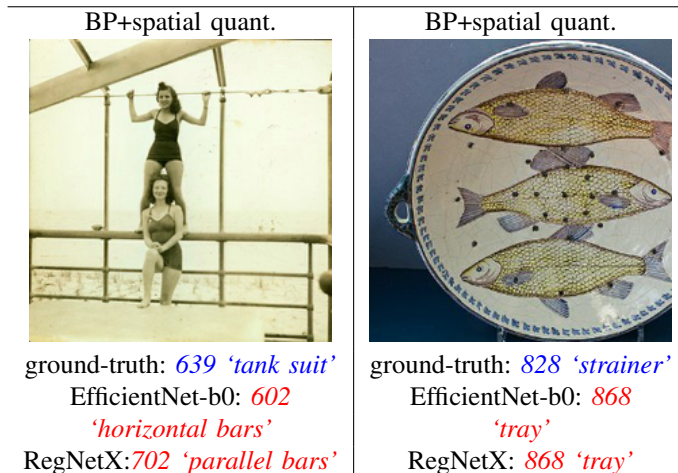 BP+spatial quant.
ground-truth: 639 ‘tank suit’
EfficientNet-b0: 602
‘horizontal bars’
RegNetX:702 ‘parallel bars’
BP+spatial quant.
ground-truth: 828 ‘strainer’
EfficientNet-b0: 868
‘tray’
RegNetX: 868 ‘tray’